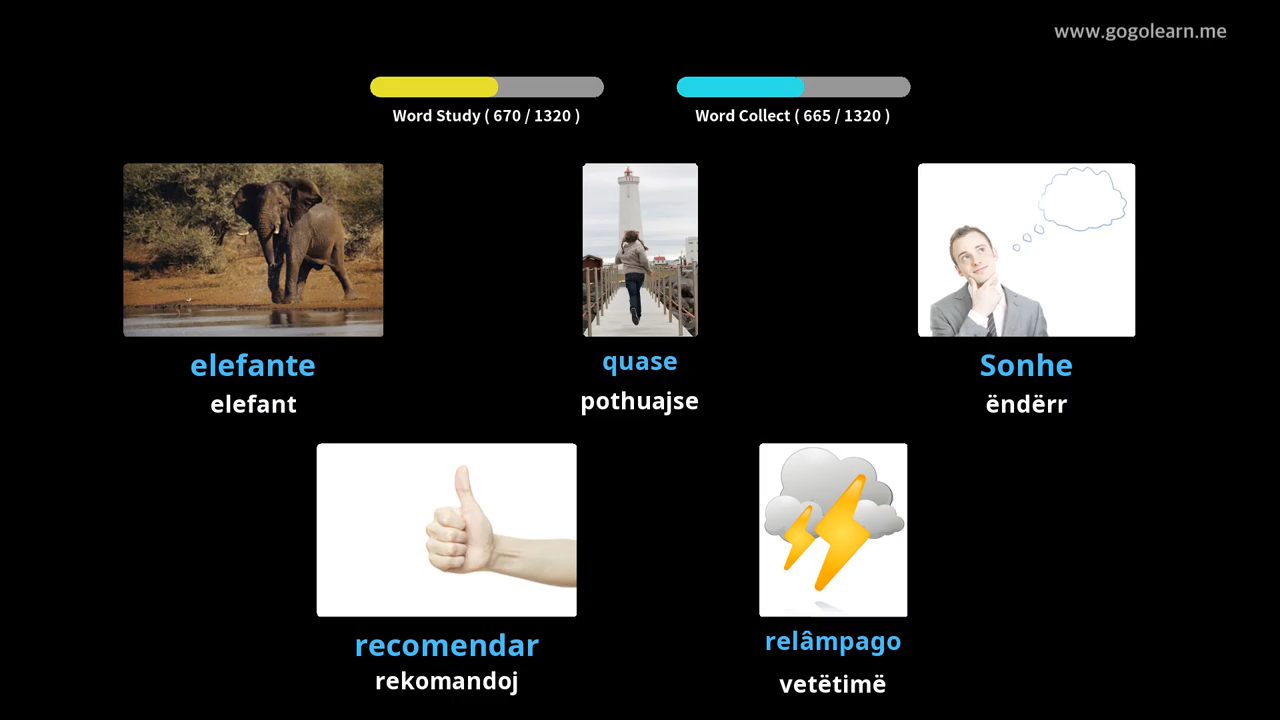 www.gogolearn.me
Word Study ( 670 / 1320 )
Word Collect ( 665 / 1320 )
elefante
elefant
quase
pothuajse
Sonhe
ëndërr
recomendar
rekomandoj
relâmpago
vetëtimë